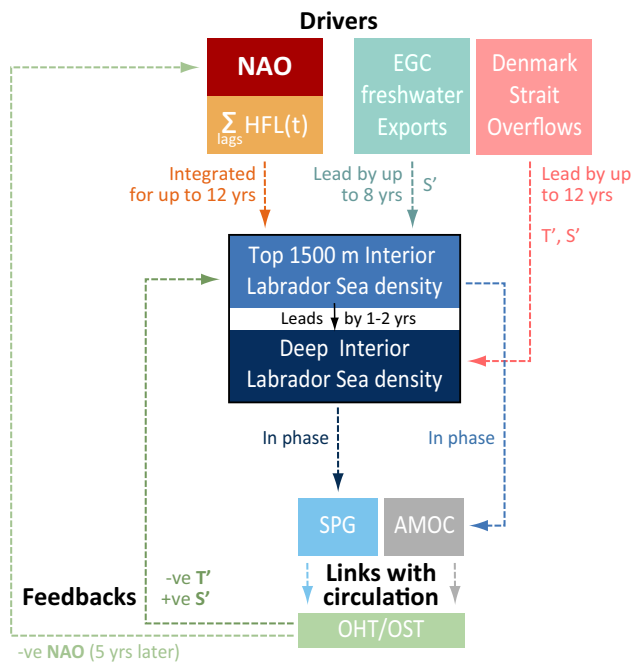 Drivers
NAO
Σ HFL(t)
lags
EGC
freshwater
Exports
Denmark
Strait
Overflows
Integrated
for up to 12 yrs
Lead by up
to 8 yrs
S’
Lead by up
to 12 yrs
T’, S’
Top 1500 m Interior
Labrador Sea density
Leads by 1-2 yrs
Deep Interior
Labrador Sea density
In phase
In phase
SPG
AMOC
Links with
circulation
Feedbacks
-ve T’
+ve S’
OHT/OST
-ve NAO (5 yrs later)